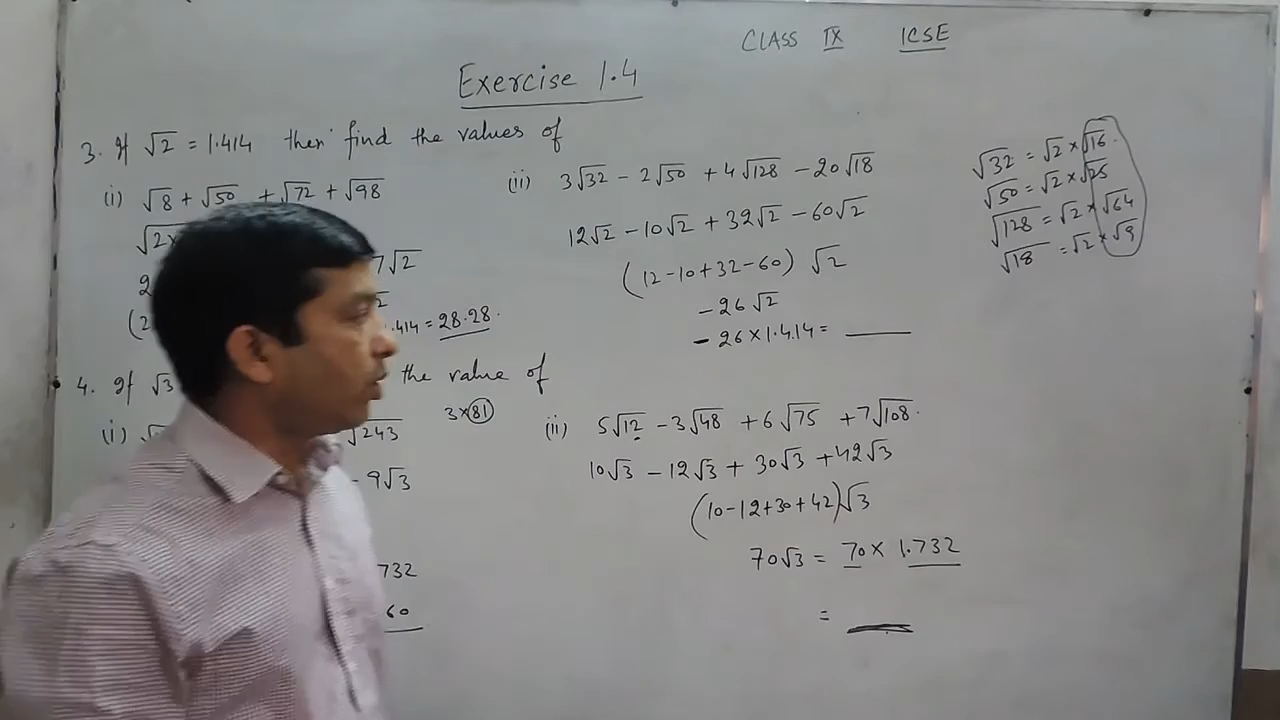 CLASS IX ICSE
Exercise 1.4
3. If √2 = 1.414 then find the values of
(i) √8 + √50 + √72 + √98
7√2
.414 = 28.28.
(ii) 3√32 - 2√50 + 4√128 - 20√18
12√2 - 10√2 + 32√2 - 60√2
(12-10+32-60) √2
- 26√2
- 26 × 1.414 =
√32 = √2 × √16.
√50 = √2 × √25
√128 = √2 × √64
√18 = √2 × √9
4. If √3 the value of
(i) √243
3×81
- 9√3
732
60
(ii) 5√12 - 3√48 + 6√75 + 7√108.
10√3 - 12√3 + 30√3 + 42√3
(10-12+30+42)√3
70√3 = 70 × 1.732
=